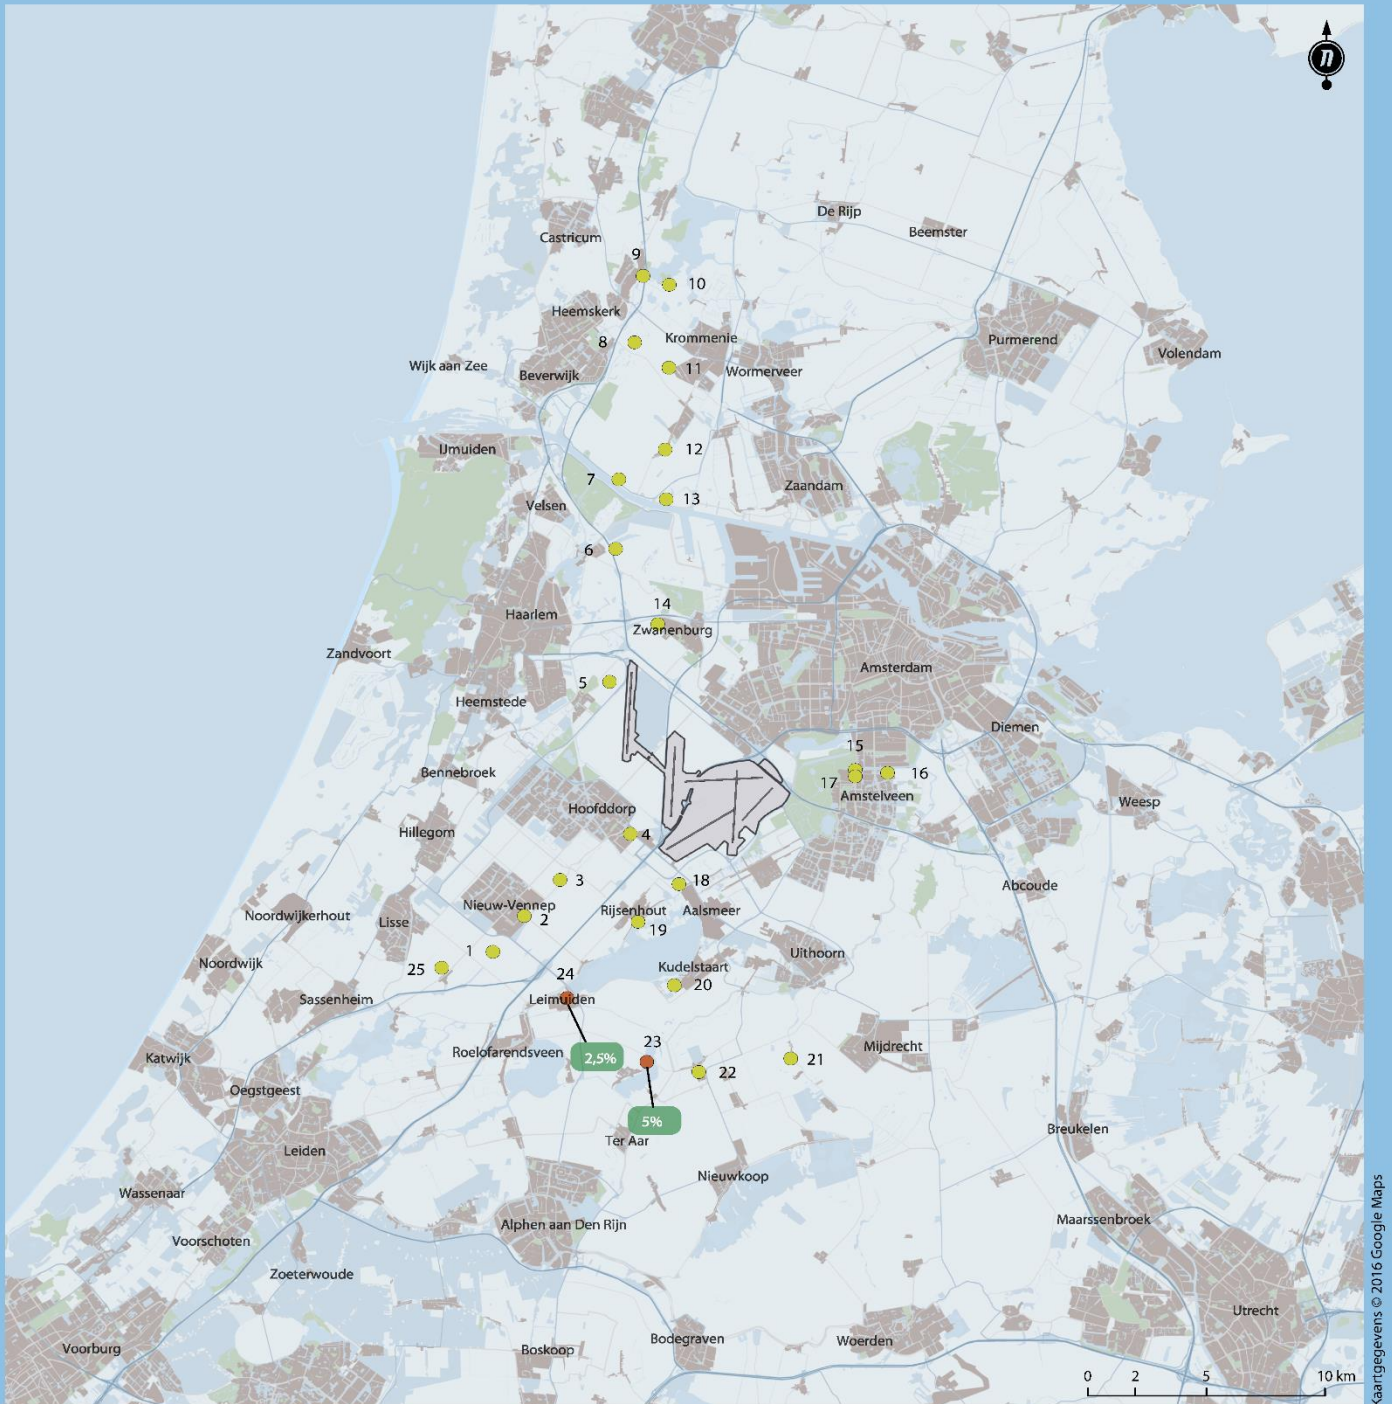 n
De Rijp
Beemster
Castricum
9
10
Heemskerk
8
Krommenie
Purmerend
Volendam
Wijk aan Zee
Beverwijk
11
Wormerveer
12
IJmuiden
7
Zaandam
13
Velsen
6
14
Haarlem
Zwanenburg
Zandvoort
Amsterdam
5
Heemstede
Diemen
15
Bennebroek
17
16
Amstelveen
Weesp
Hoofddorp
Hillegom
4
3
18
Abcoude
Nieuw-Vennep
Rijsenhout
Aalsmeer
Noordwijkerhout
Lisse
2
19
1
Uithoorn
Noordwijk
25
24
Kudelstaart
20
Sassenheim
Leimuiden
23
Mijdrecht
Katwijk
Roelofarendsveen
2,5%
21
22
Oegstgeest
5%
Ter Aar
Breukelen
Leiden
Nieuwkoop
Wassenaar
Alphen aan Den Rijn
Maarssenbroek
Voorschoten
Zoeterwoude
Utrecht
Voorburg
Boskoop
Bodegraven
Woerden
0 2 5 10 km
Kaartgegevens © 2016 Google Maps